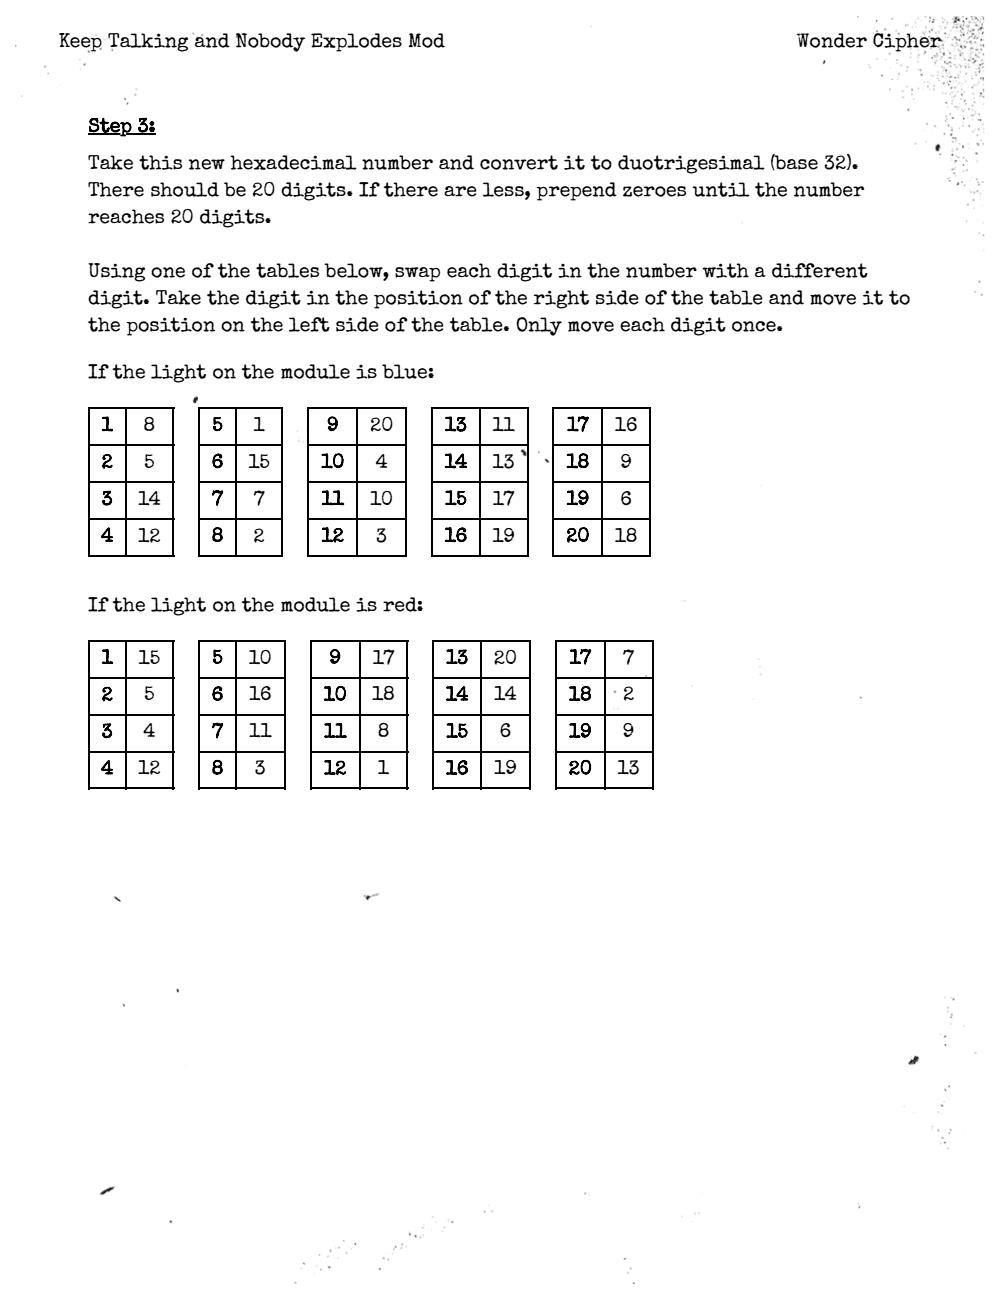 Keep Talking and Nobody Explodes Mod Wonder Cipher
Step 3:
Take this new hexadecimal number and convert it to duotrigesimal (base 32).
There should be 20 digits. If there are less, prepend zeroes until the number
reaches 20 digits.
Using one of the tables below, swap each digit in the number with a different
digit. Take the digit in the position of the right side of the table and move it to
the position on the left side of the table. Only move each digit once.
If the light on the module is blue:
1 8 5 1 9 20 13 11 17 16
2 5 6 15 10 4 14 13 18 9
3 14 7 7 11 10 15 17 19 6
4 12 8 2 12 3 16 19 20 18
If the light on the module is red:
1 15 5 10 9 17 13 20 17 7
2 5 6 16 10 18 14 14 18 2
3 4 7 11 11 8 15 6 19 9
4 12 8 3 12 1 16 19 20 13